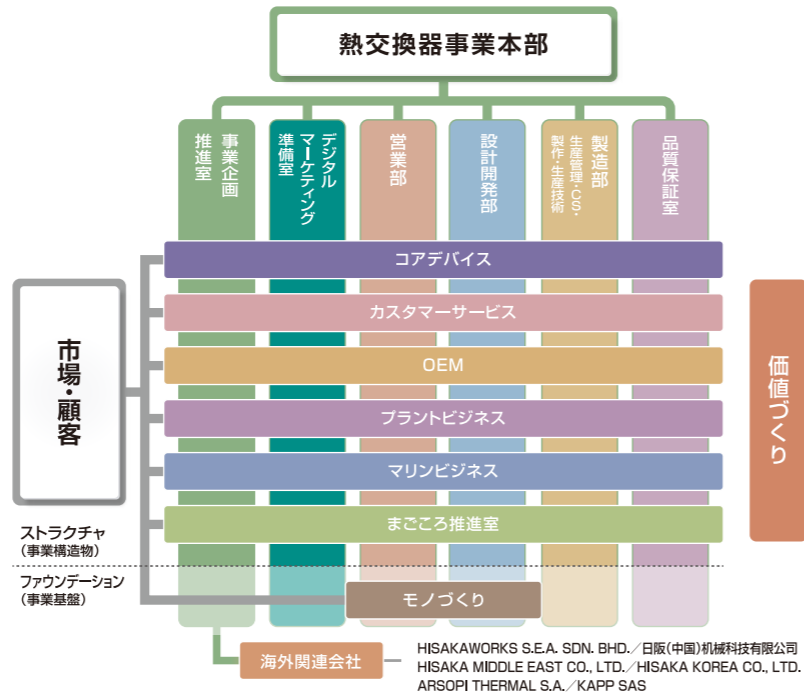 熱交換器事業本部
事業企画
推進室
デジタル
マーケティング
準備室
営業部
設計開発部
製造部
生産管理・CS・
製作・生産技術
品質保証室
コアデバイス
カスタマーサービス
OEM
プラントビジネス
マリンビジネス
まごころ推進室
市場・顧客
価値づくり
ストラクチャ
（事業構造物）
ファウンデーション
（事業基盤）
モノづくり
海外関連会社
HISAKAWORKS S.E.A. SDN. BHD.／日阪(中国)机械科技有限公司
HISAKA MIDDLE EAST CO., LTD.／HISAKA KOREA CO., LTD.
ARSOPI THERMAL S.A.／KAPP SAS